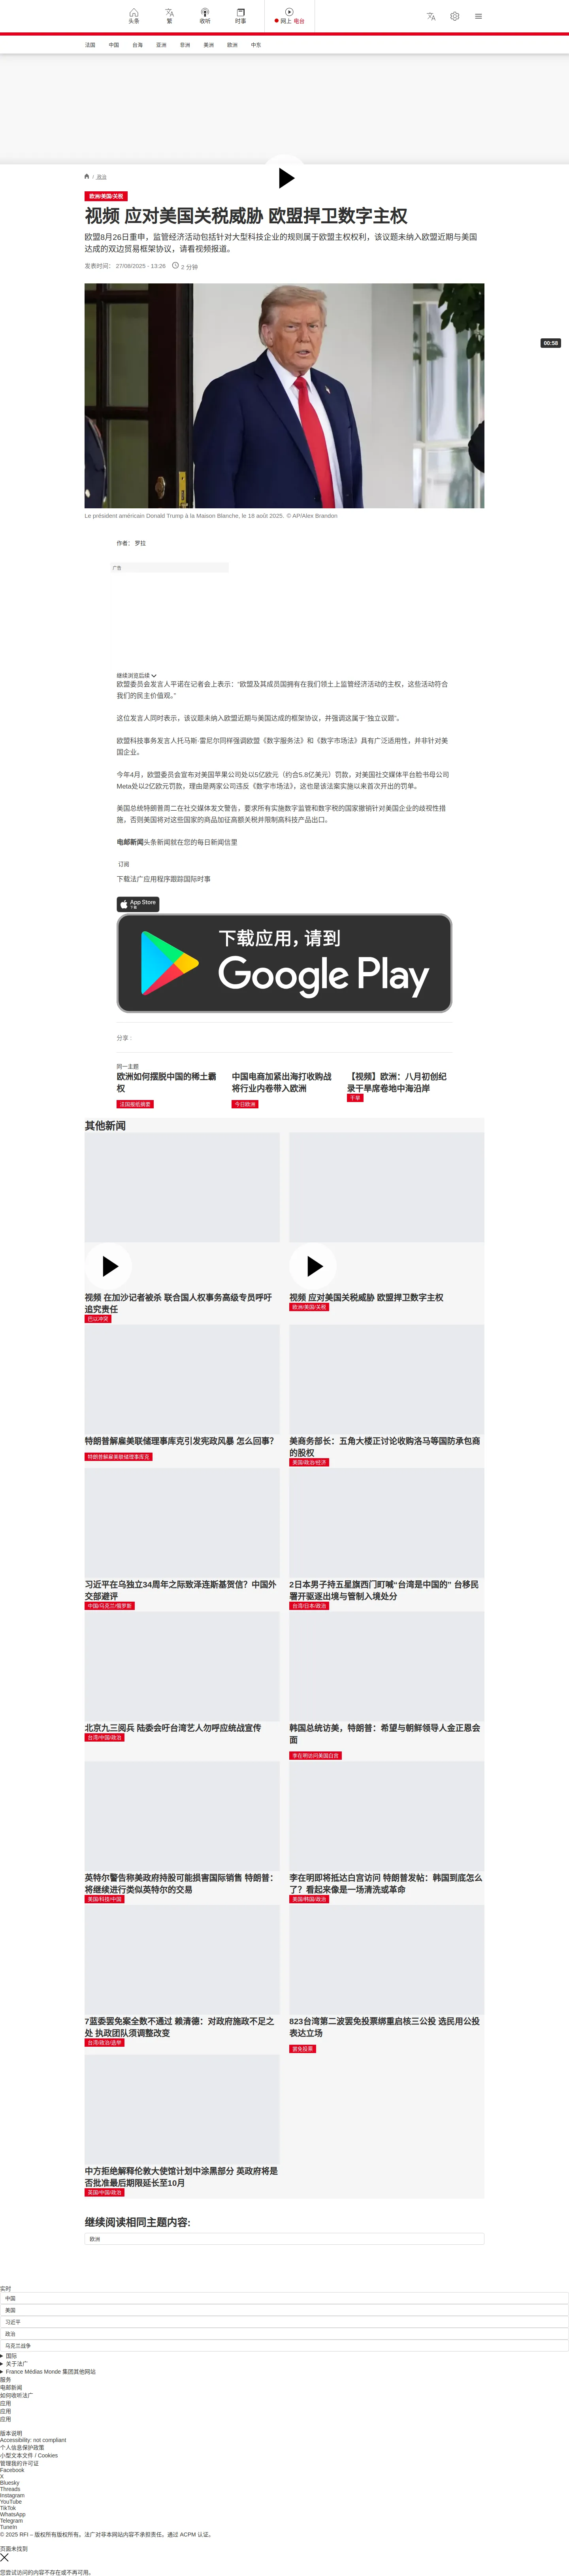 头条
繁
收听
时事
网上 电台
法国
中国
台海
亚洲
非洲
美洲
欧洲
中东
/ 政治
欧洲/美国/关税
视频 应对美国关税威胁 欧盟捍卫数字主权
欧盟8月26日重申，监管经济活动包括针对大型科技企业的规则属于欧盟主权权利，该议题未纳入欧盟近期与美国
达成的双边贸易框架协议，请看视频报道。
发表时间： 27/08/2025 - 13:26
2 分钟
00:58
Le président américain Donald Trump à la Maison Blanche, le 18 août 2025. © AP/Alex Brandon
作者： 罗拉
广告
继续浏览后续
欧盟委员会发言人平诺在记者会上表示：“欧盟及其成员国拥有在我们领土上监管经济活动的主权，这些活动符合
我们的民主价值观。”
这位发言人同时表示，该议题未纳入欧盟近期与美国达成的框架协议，并强调这属于“独立议题”。
欧盟科技事务发言人托马斯·雷尼尔同样强调欧盟《数字服务法》和《数字市场法》具有广泛适用性，并非针对美
国企业。
今年4月，欧盟委员会宣布对美国苹果公司处以5亿欧元（约合5.8亿美元）罚款，对美国社交媒体平台脸书母公司
Meta处以2亿欧元罚款，理由是两家公司违反《数字市场法》，这也是该法案实施以来首次开出的罚单。
美国总统特朗普周二在社交媒体发文警告，要求所有实施数字监管和数字税的国家撤销针对美国企业的歧视性措
施，否则美国将对这些国家的商品加征高额关税并限制高科技产品出口。
电邮新闻头条新闻就在您的每日新闻信里
订阅
下载法广应用程序跟踪国际时事
App Store
下载
下载应用，请到
Google Play
分享 :
同一主题
欧洲如何摆脱中国的稀土霸
权
法国报纸摘要
中国电商加紧出海打收购战
将行业内卷带入欧洲
今日欧洲
【视频】欧洲：八月初创纪
录干旱席卷地中海沿岸
干旱
其他新闻
视频 在加沙记者被杀 联合国人权事务高级专员呼吁
追究责任
巴以冲突
视频 应对美国关税威胁 欧盟捍卫数字主权
欧洲/美国/关税
特朗普解雇美联储理事库克引发宪政风暴 怎么回事？
特朗普解雇美联储理事库克
美商务部长：五角大楼正讨论收购洛马等国防承包商
的股权
美国/政治/经济
习近平在乌独立34周年之际致泽连斯基贺信？中国外
交部避评
中国/乌克兰/俄罗斯
2日本男子持五星旗西门町喊“台湾是中国的” 台移民
署开驱逐出境与管制入境处分
台湾/日本/政治
北京九三阅兵 陆委会吁台湾艺人勿呼应统战宣传
台湾/中国/政治
韩国总统访美，特朗普：希望与朝鲜领导人金正恩会
面
李在明访问美国白宫
英特尔警告称美政府持股可能损害国际销售 特朗普：
将继续进行类似英特尔的交易
美国/科技/中国
李在明即将抵达白宫访问 特朗普发帖：韩国到底怎么
了？看起来像是一场清洗或革命
美国/韩国/政治
7蓝委罢免案全数不通过 赖清德：对政府施政不足之
处 执政团队须调整改变
台湾/政治/选举
823台湾第二波罢免投票绑重启核三公投 选民用公投
表达立场
罢免投票
中方拒绝解释伦敦大使馆计划中涂黑部分 英政府将是
否批准最后期限延长至10月
英国/中国/政治
继续阅读相同主题内容:
欧洲
实时
中国
美国
习近平
政治
乌克兰战争
国际
关于法广
France Médias Monde 集团其他网站
服务
电邮新闻
如何收听法广
应用
应用
应用
版本说明
Accessibility: not compliant
个人信息保护政策
小型文本文件 / Cookies
管理我的许可证
Facebook
X
Bluesky
Threads
Instagram
YouTube
TikTok
WhatsApp
Telegram
TuneIn
© 2025 RFI – 版权所有版权所有。法广对非本网站内容不承担责任。通过 ACPM 认证。
页面未找到
您尝试访问的内容不存在或不再可用。